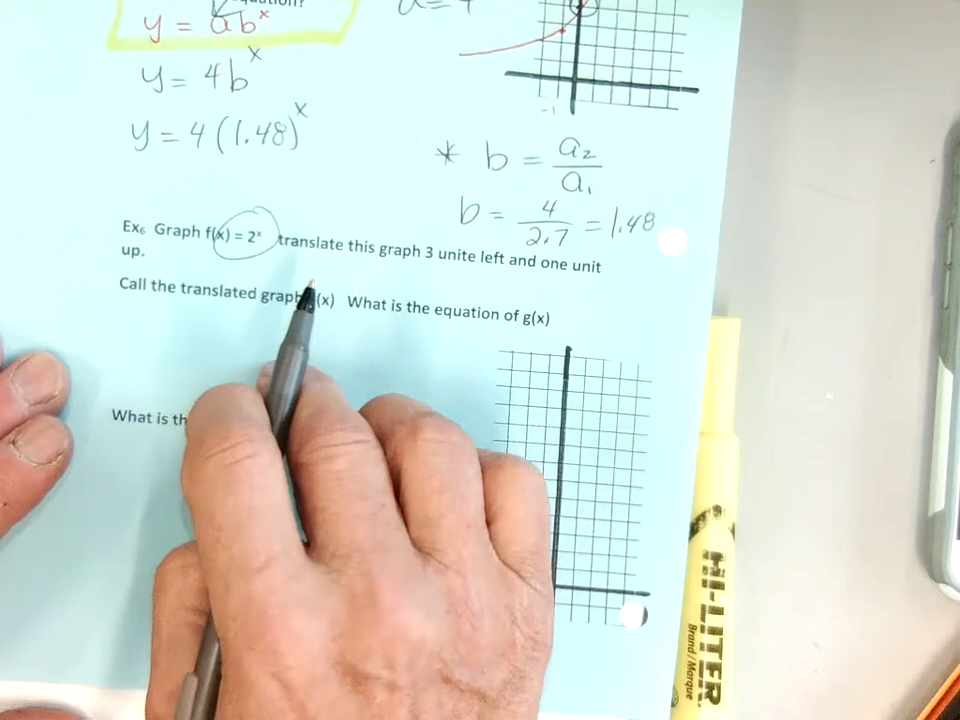 y = ab^x
y = 4b^x
y = 4(1.48)^x
-1
* b = a₂/a₁
b = 4/2.7 = 1.48
Ex₆ Graph f(x) = 2ˣ translate this graph 3 unite left and one unit
up.
Call the translated graph (x) What is the equation of g(x)
What is th
HI-LITER
Brand/Marque